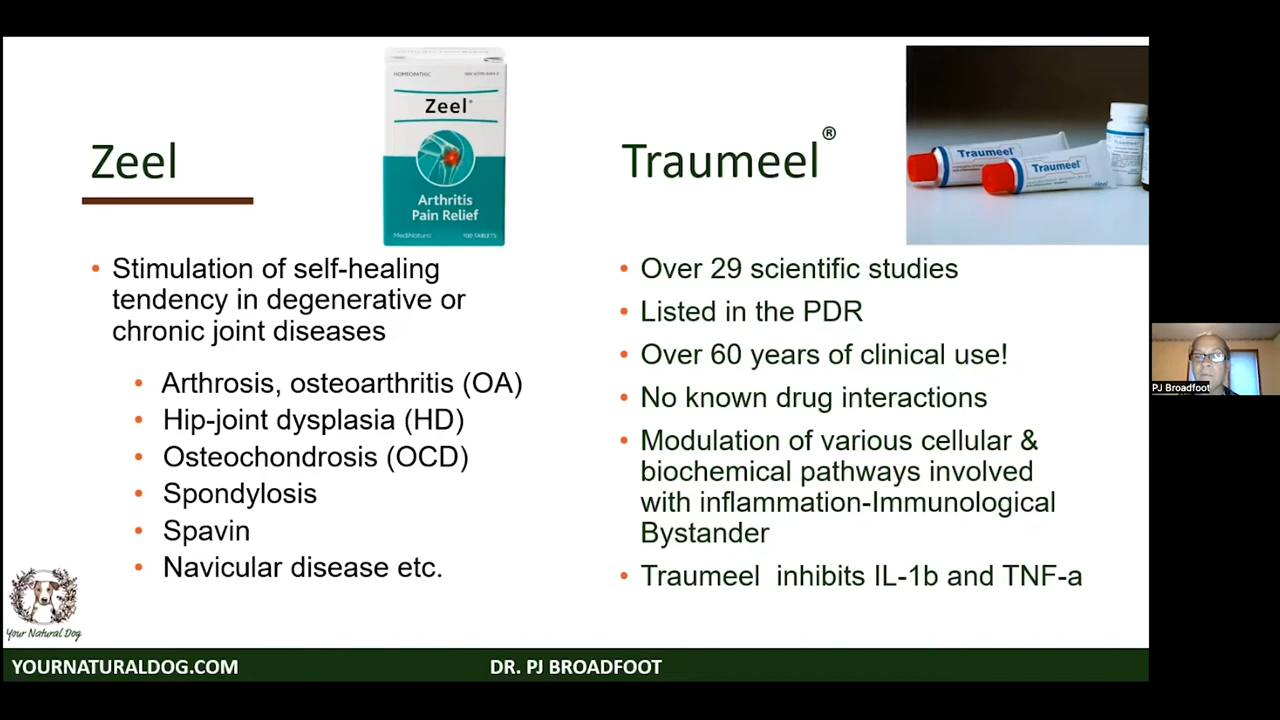 HOMEOPATHIC
Zeel®
Arthritis
Pain Relief
MediNatura
100 TABLETS
Zeel
Traumeel®
Traumeel
Traumeel
• Stimulation of self-healing
tendency in degenerative or
chronic joint diseases
• Arthrosis, osteoarthritis (OA)
• Hip-joint dysplasia (HD)
• Osteochondrosis (OCD)
• Spondylosis
• Spavin
• Navicular disease etc.
• Over 29 scientific studies
• Listed in the PDR
• Over 60 years of clinical use!
• No known drug interactions
• Modulation of various cellular &
biochemical pathways involved
with inflammation-Immunological
Bystander
• Traumeel  inhibits IL-1b and TNF-a
PJ Broadfoot
Your Natural Dog
YOURNATURALDOG.COM
DR. PJ BROADFOOT